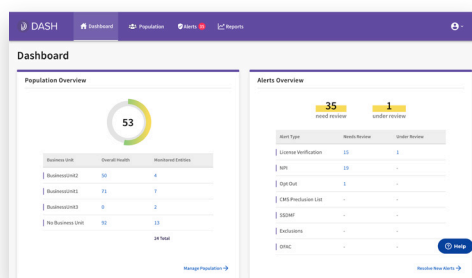 DASH
Dashboard
Population
Alerts
Reports
Dashboard
Population Overview
53
Business Unit Overall Health Monitored Entities
BusinessUnit2 50 4
BusinessUnit1 71 7
BusinessUnit3 0 2
No Business Unit 92 13
24 Total
Manage Population →
Alerts Overview
35 1
need review under review
Alert Type Needs Review Under Review
License Verification 15 1
NPI 19 -
Opt Out 1 -
CMS Preclusion List - -
SSDMF - -
Exclusions - -
OFAC - -
Help
Resolve New Alerts →